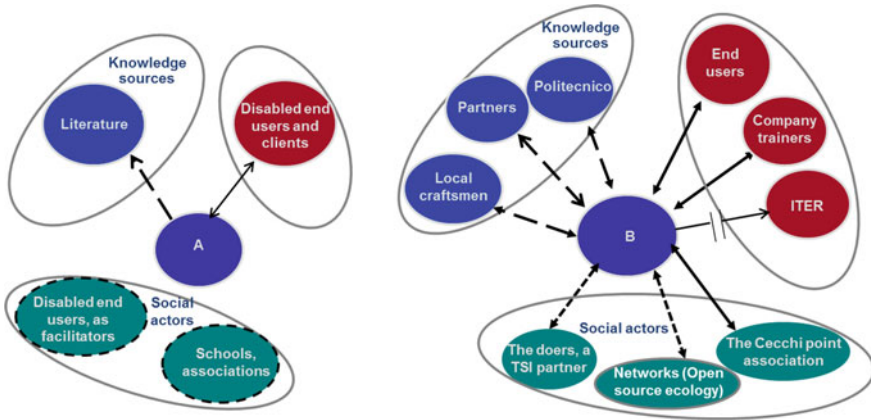 Knowledge
sources
Literature
Disabled end
users and
clients
A
Disabled end
users, as
facilitators
Social
actors
Schools,
associations
Knowledge
sources
Politecnico
Partners
Local
craftsmen
End
users
Company
trainers
ITER
B
Social actors
The doers, a
TSI partner
Networks (Open
source ecology)
The Cecchi point
association